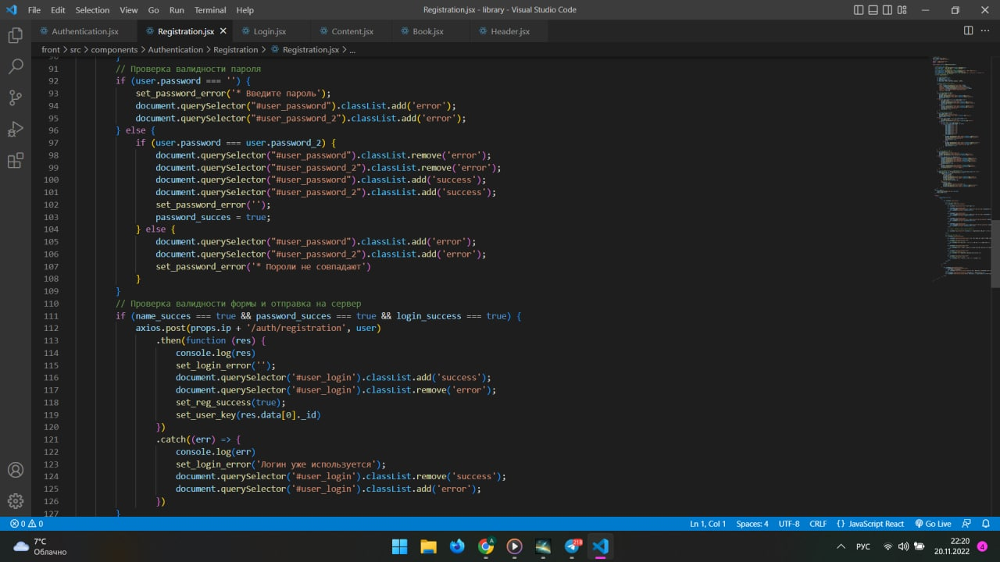 File Edit Selection View Go Run Terminal Help
Registration.jsx - library - Visual Studio Code
Authentication.jsx Registration.jsx Login.jsx Content.jsx Book.jsx Header.jsx
front > src > components > Authentication > Registration > Registration.jsx > ...
90 }
91 // Проверка валидности пароля
92 if (user.password === '') {
93 set_password_error('* Введите пароль');
94 document.querySelector("#user_password").classList.add('error');
95 document.querySelector("#user_password_2").classList.add('error');
96 } else {
97 if (user.password === user.password_2) {
98 document.querySelector("#user_password").classList.remove('error');
99 document.querySelector("#user_password_2").classList.remove('error');
100 document.querySelector("#user_password").classList.add('success');
101 document.querySelector("#user_password_2").classList.add('success');
102 set_password_error('');
103 password_succes = true;
104 } else {
105 document.querySelector("#user_password").classList.add('error');
106 document.querySelector("#user_password_2").classList.add('error');
107 set_password_error('* Пороли не совпадают')
108 }
109 }
110 // Проверка валидности формы и отправка на сервер
111 if (name_succes === true && password_succes === true && login_success === true) {
112 axios.post(props.ip + '/auth/registration', user)
113 .then(function (res) {
114 console.log(res)
115 set_login_error('');
116 document.querySelector('#user_login').classList.add('success');
117 document.querySelector('#user_login').classList.remove('error');
118 set_reg_success(true);
119 set_user_key(res.data[0]._id)
120 })
121 .catch((err) => {
122 console.log(err)
123 set_login_error('Логин уже используется');
124 document.querySelector('#user_login').classList.remove('success');
125 document.querySelector('#user_login').classList.add('error');
126 })
127 }
0 0 Ln 1, Col 1 Spaces: 4 UTF-8 CRLF {} JavaScript React Go Live
7°C
Облачно
A 218
РУС
22:20
20.11.2022
4